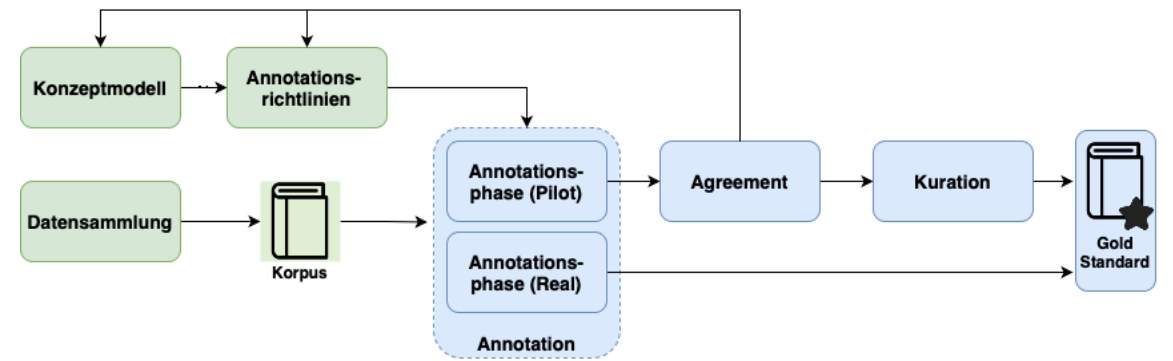 Konzeptmodell
Annotations-
richtlinien
Datensammlung
Korpus
Annotations-
phase (Pilot)
Annotations-
phase (Real)
Annotation
Agreement
Kuration
Gold
Standard